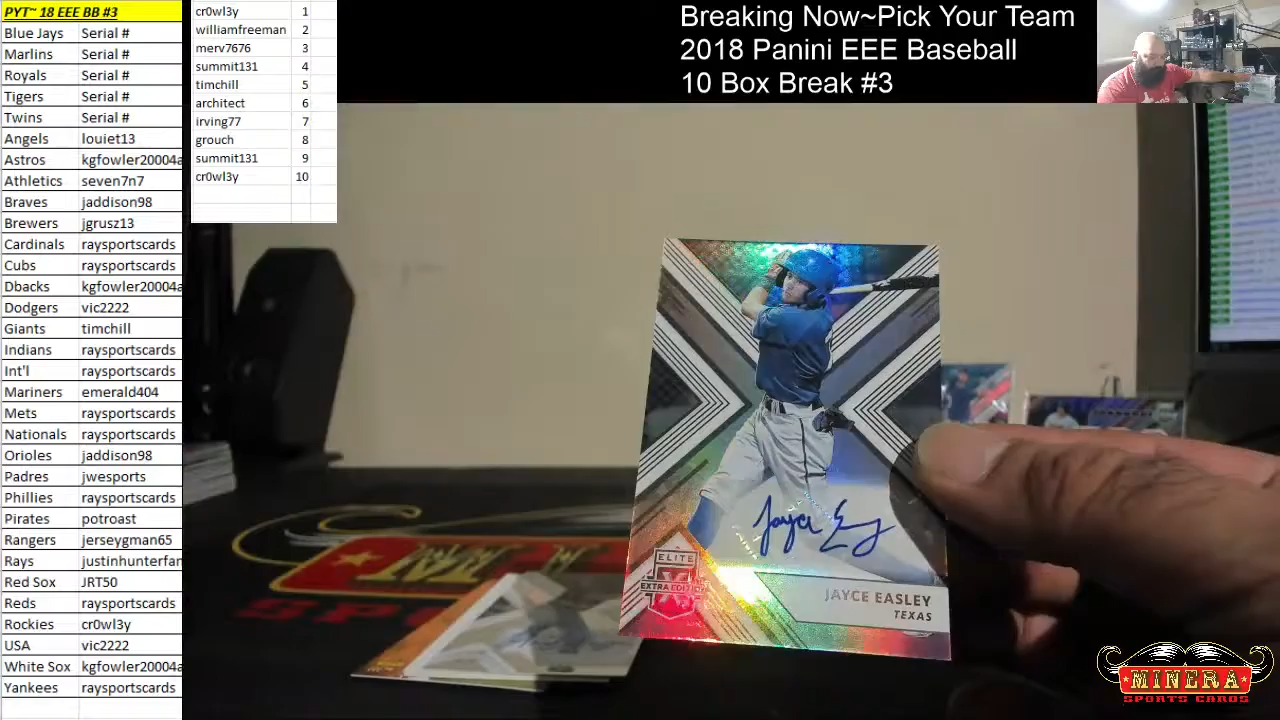 PYT~ 18 EEE BB #3
Blue Jays Serial #
Marlins Serial #
Royals Serial #
Tigers Serial #
Twins Serial #
Angels louiet13
Astros kgfowler20004a
Athletics seven7n7
Braves jaddison98
Brewers jgrusz13
Cardinals raysportscards
Cubs raysportscards
Dbacks kgfowler20004a
Dodgers vic2222
Giants timchill
Indians raysportscards
Int'l raysportscards
Mariners emerald404
Mets raysportscards
Nationals raysportscards
Orioles jaddison98
Padres jwesports
Phillies raysportscards
Pirates potroast
Rangers jerseygman65
Rays justinhunterfan
Red Sox JRT50
Reds raysportscards
Rockies cr0wl3y
USA vic2222
White Sox kgfowler20004a
Yankees raysportscards
cr0wl3y 1
williamfreeman 2
merv7676 3
summit131 4
timchill 5
architect 6
irving77 7
grouch 8
summit131 9
cr0wl3y 10
Breaking Now~Pick Your Team
2018 Panini EEE Baseball
10 Box Break #3
ELITE
EXTRA EDITION
JAYCE EASLEY
TEXAS
MINERA
SPORTS CARDS